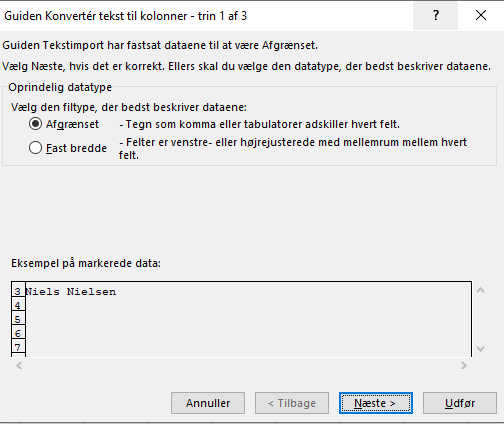 Guiden Konvertér tekst til kolonner - trin 1 af 3
Guiden Tekstimport har fastsat dataene til at være Afgrænset.
Vælg Næste, hvis det er korrekt. Ellers skal du vælge den datatype, der bedst beskriver dataene.
Oprindelig datatype
Vælg den filtype, der bedst beskriver dataene:
Afgrænset - Tegn som komma eller tabulatorer adskiller hvert felt.
Fast bredde - Felter er venstre- eller højrejusterede med mellemrum mellem hvert
felt.
Eksempel på markerede data:
3 Niels Nielsen
4
5
6
7
Annuller < Tilbage Næste > Udfør